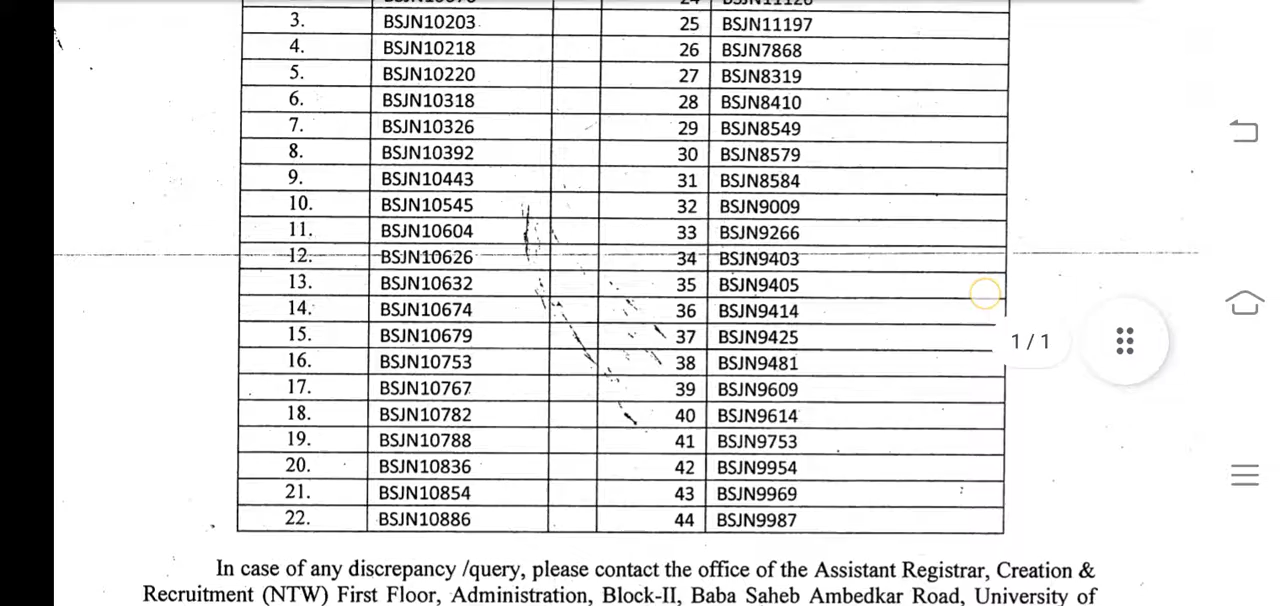 3. BSJN10203 25 BSJN11197
4. BSJN10218 26 BSJN7868
5. BSJN10220 27 BSJN8319
6. BSJN10318 28 BSJN8410
7. BSJN10326 29 BSJN8549
8. BSJN10392 30 BSJN8579
9. BSJN10443 31 BSJN8584
10. BSJN10545 32 BSJN9009
11. BSJN10604 33 BSJN9266
12. BSJN10626 34 BSJN9403
13. BSJN10632 35 BSJN9405
14. BSJN10674 36 BSJN9414
15. BSJN10679 37 BSJN9425
16. BSJN10753 38 BSJN9481
17. BSJN10767 39 BSJN9609
18. BSJN10782 40 BSJN9614
19. BSJN10788 41 BSJN9753
20. BSJN10836 42 BSJN9954
21. BSJN10854 43 BSJN9969
22. BSJN10886 44 BSJN9987
1 / 1
In case of any discrepancy /query, please contact the office of the Assistant Registrar, Creation &
Recruitment (NTW) First Floor, Administration, Block-II, Baba Saheb Ambedkar Road, University of